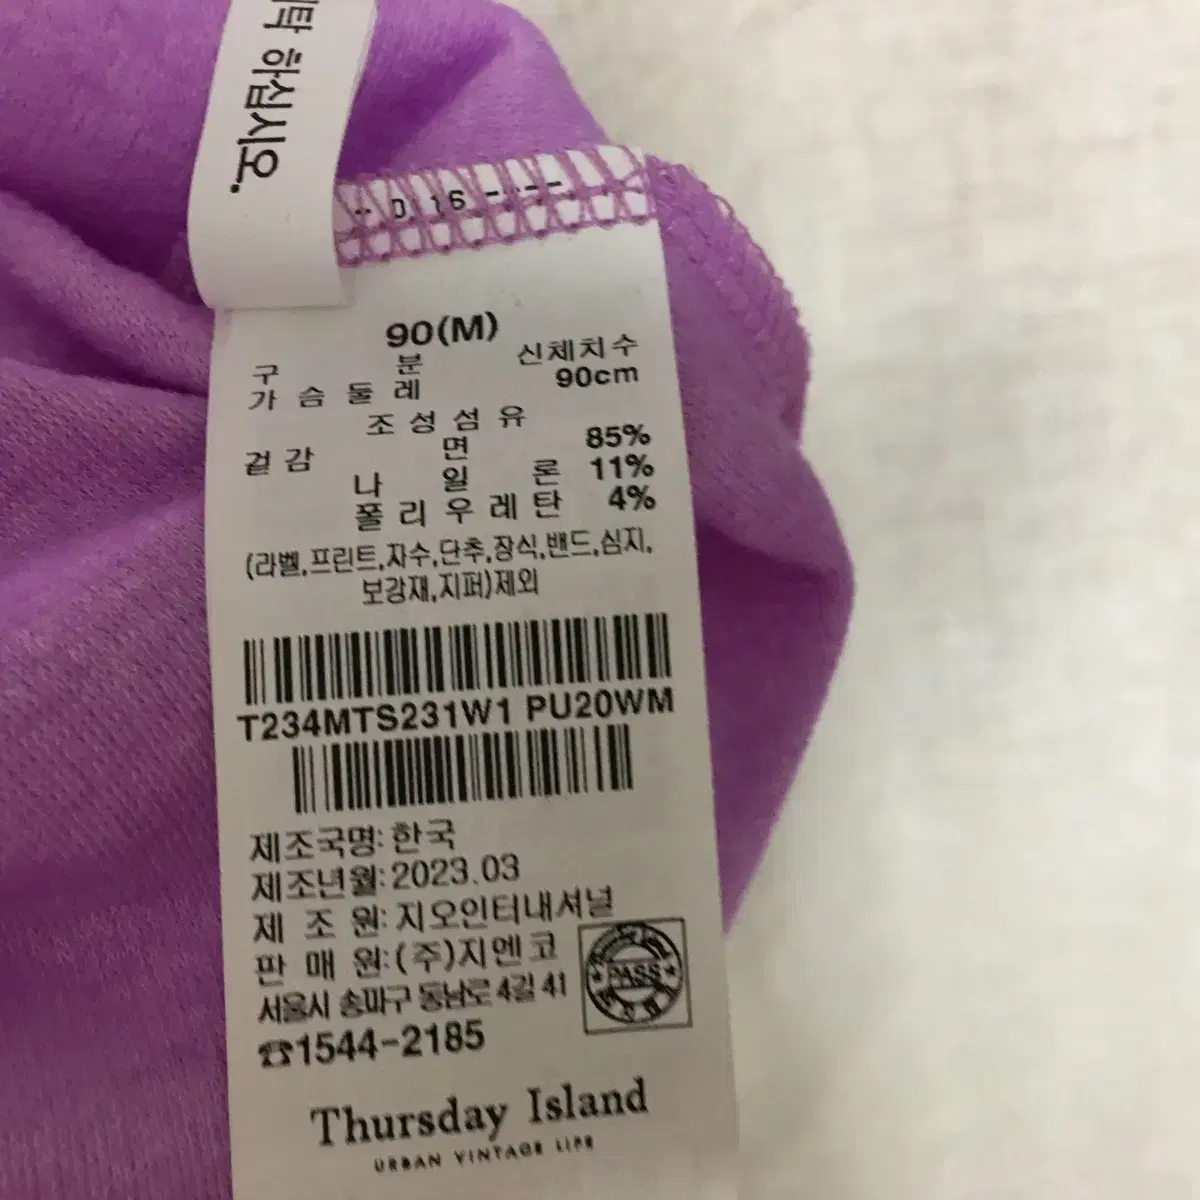 탁 하십시오.
D.16
90(M)
구 분 신체치수
가 슴 둘 레 90cm
조 성 섬 유
겉 감 면 85%
나 일 론 11%
폴 리 우 레 탄 4%
(라벨,프린트,자수,단추,장식,밴드,심지,
보강재,지퍼)제외
T234MTS231W1 PU20WM
제조국명: 한국
제조년월:2023.03
제 조 원: 지오인터내셔널
판 매 원:(주)지엔코
서울시 송파구 동남로 4길 41
☎1544-2185
PASS
Thursday Island
URBAN VINTAGE LIFE